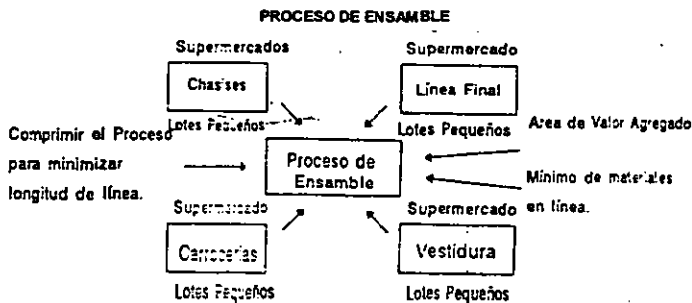 PROCESO DE ENSAMBLE
Supermercados
Chasises
Lotes Pequeños
Supermercado
Línea Final
Lotes Pequeños
Comprimir el Proceso
para minimizar
longitud de línea.
Proceso de
Ensamble
Area de Valor Agregado
Mínimo de materiales
en línea.
Supermercado
Carrocerías
Lotes Pequeños
Supermercado
Vestidura
Lotes Pequeños